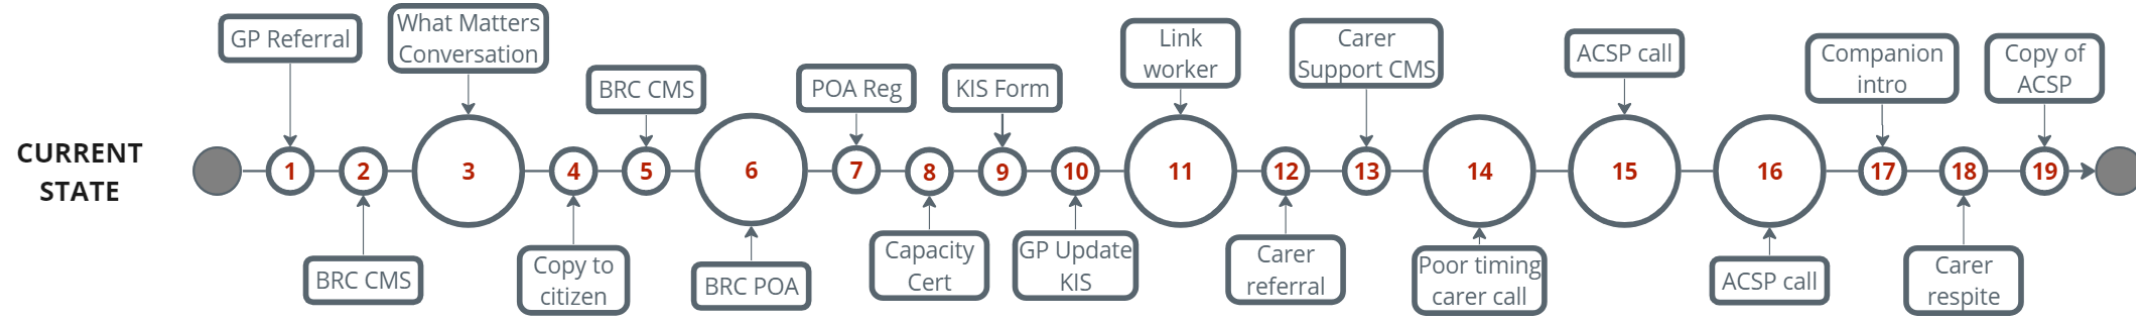 CURRENT
STATE
GP Referral
1
BRC CMS
2
What Matters
Conversation
3
Copy to
citizen
4
BRC CMS
5
BRC POA
6
POA Reg
7
Capacity
Cert
8
KIS Form
9
GP Update
KIS
10
Link
worker
11
Carer
referral
12
Carer
Support CMS
13
Poor timing
carer call
14
ACSP call
15
ACSP call
16
Companion
intro
17
Carer
respite
18
Copy of
ACSP
19